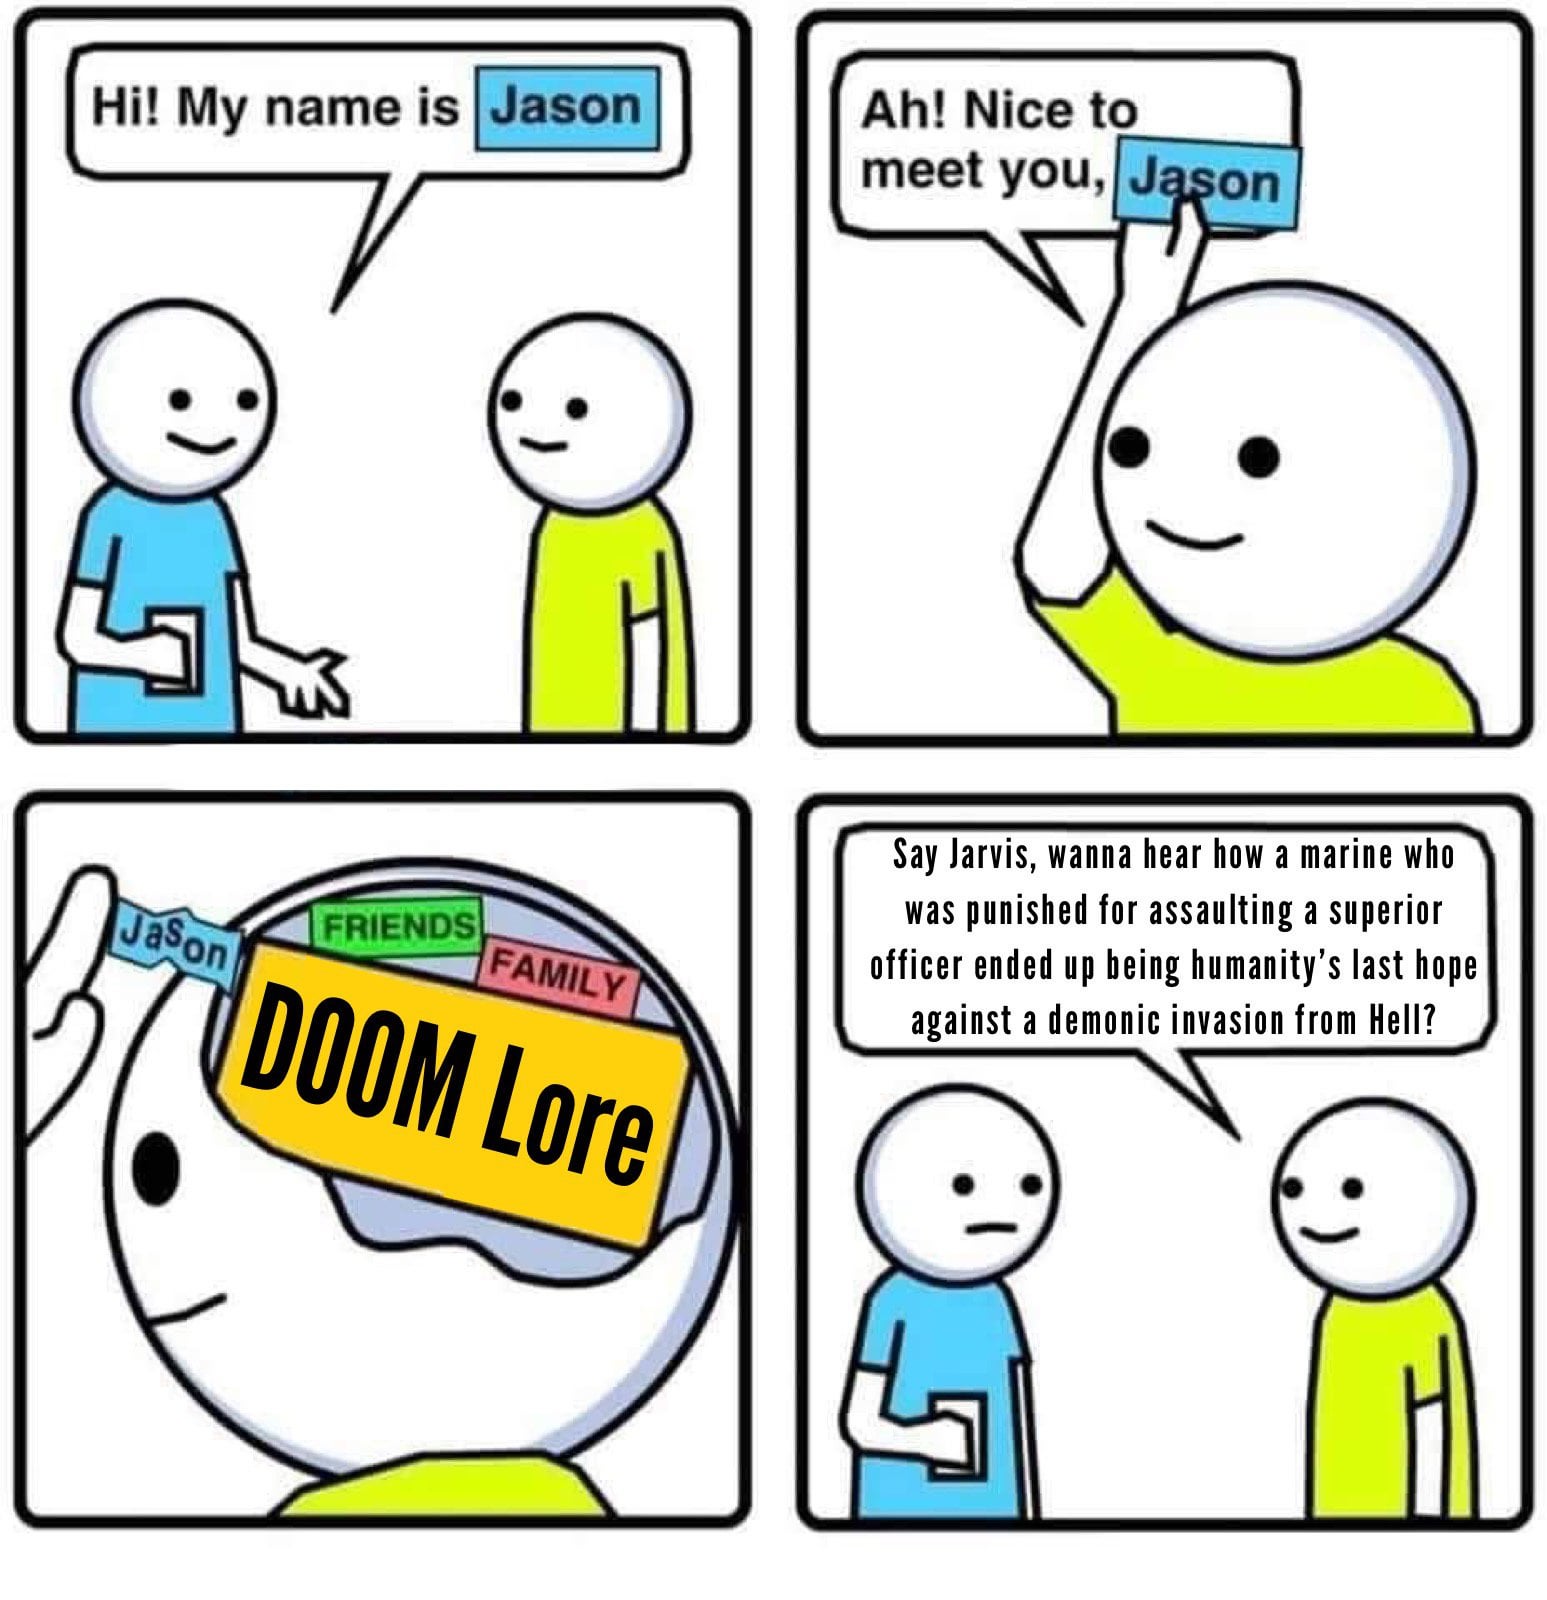 Hi! My name is Jason
Ah! Nice to
meet you, Jason
JaSon
FRIENDS
FAMILY
DOOM Lore
Say Jarvis, wanna hear how a marine who
was punished for assaulting a superior
officer ended up being humanity's last hope
against a demonic invasion from Hell?